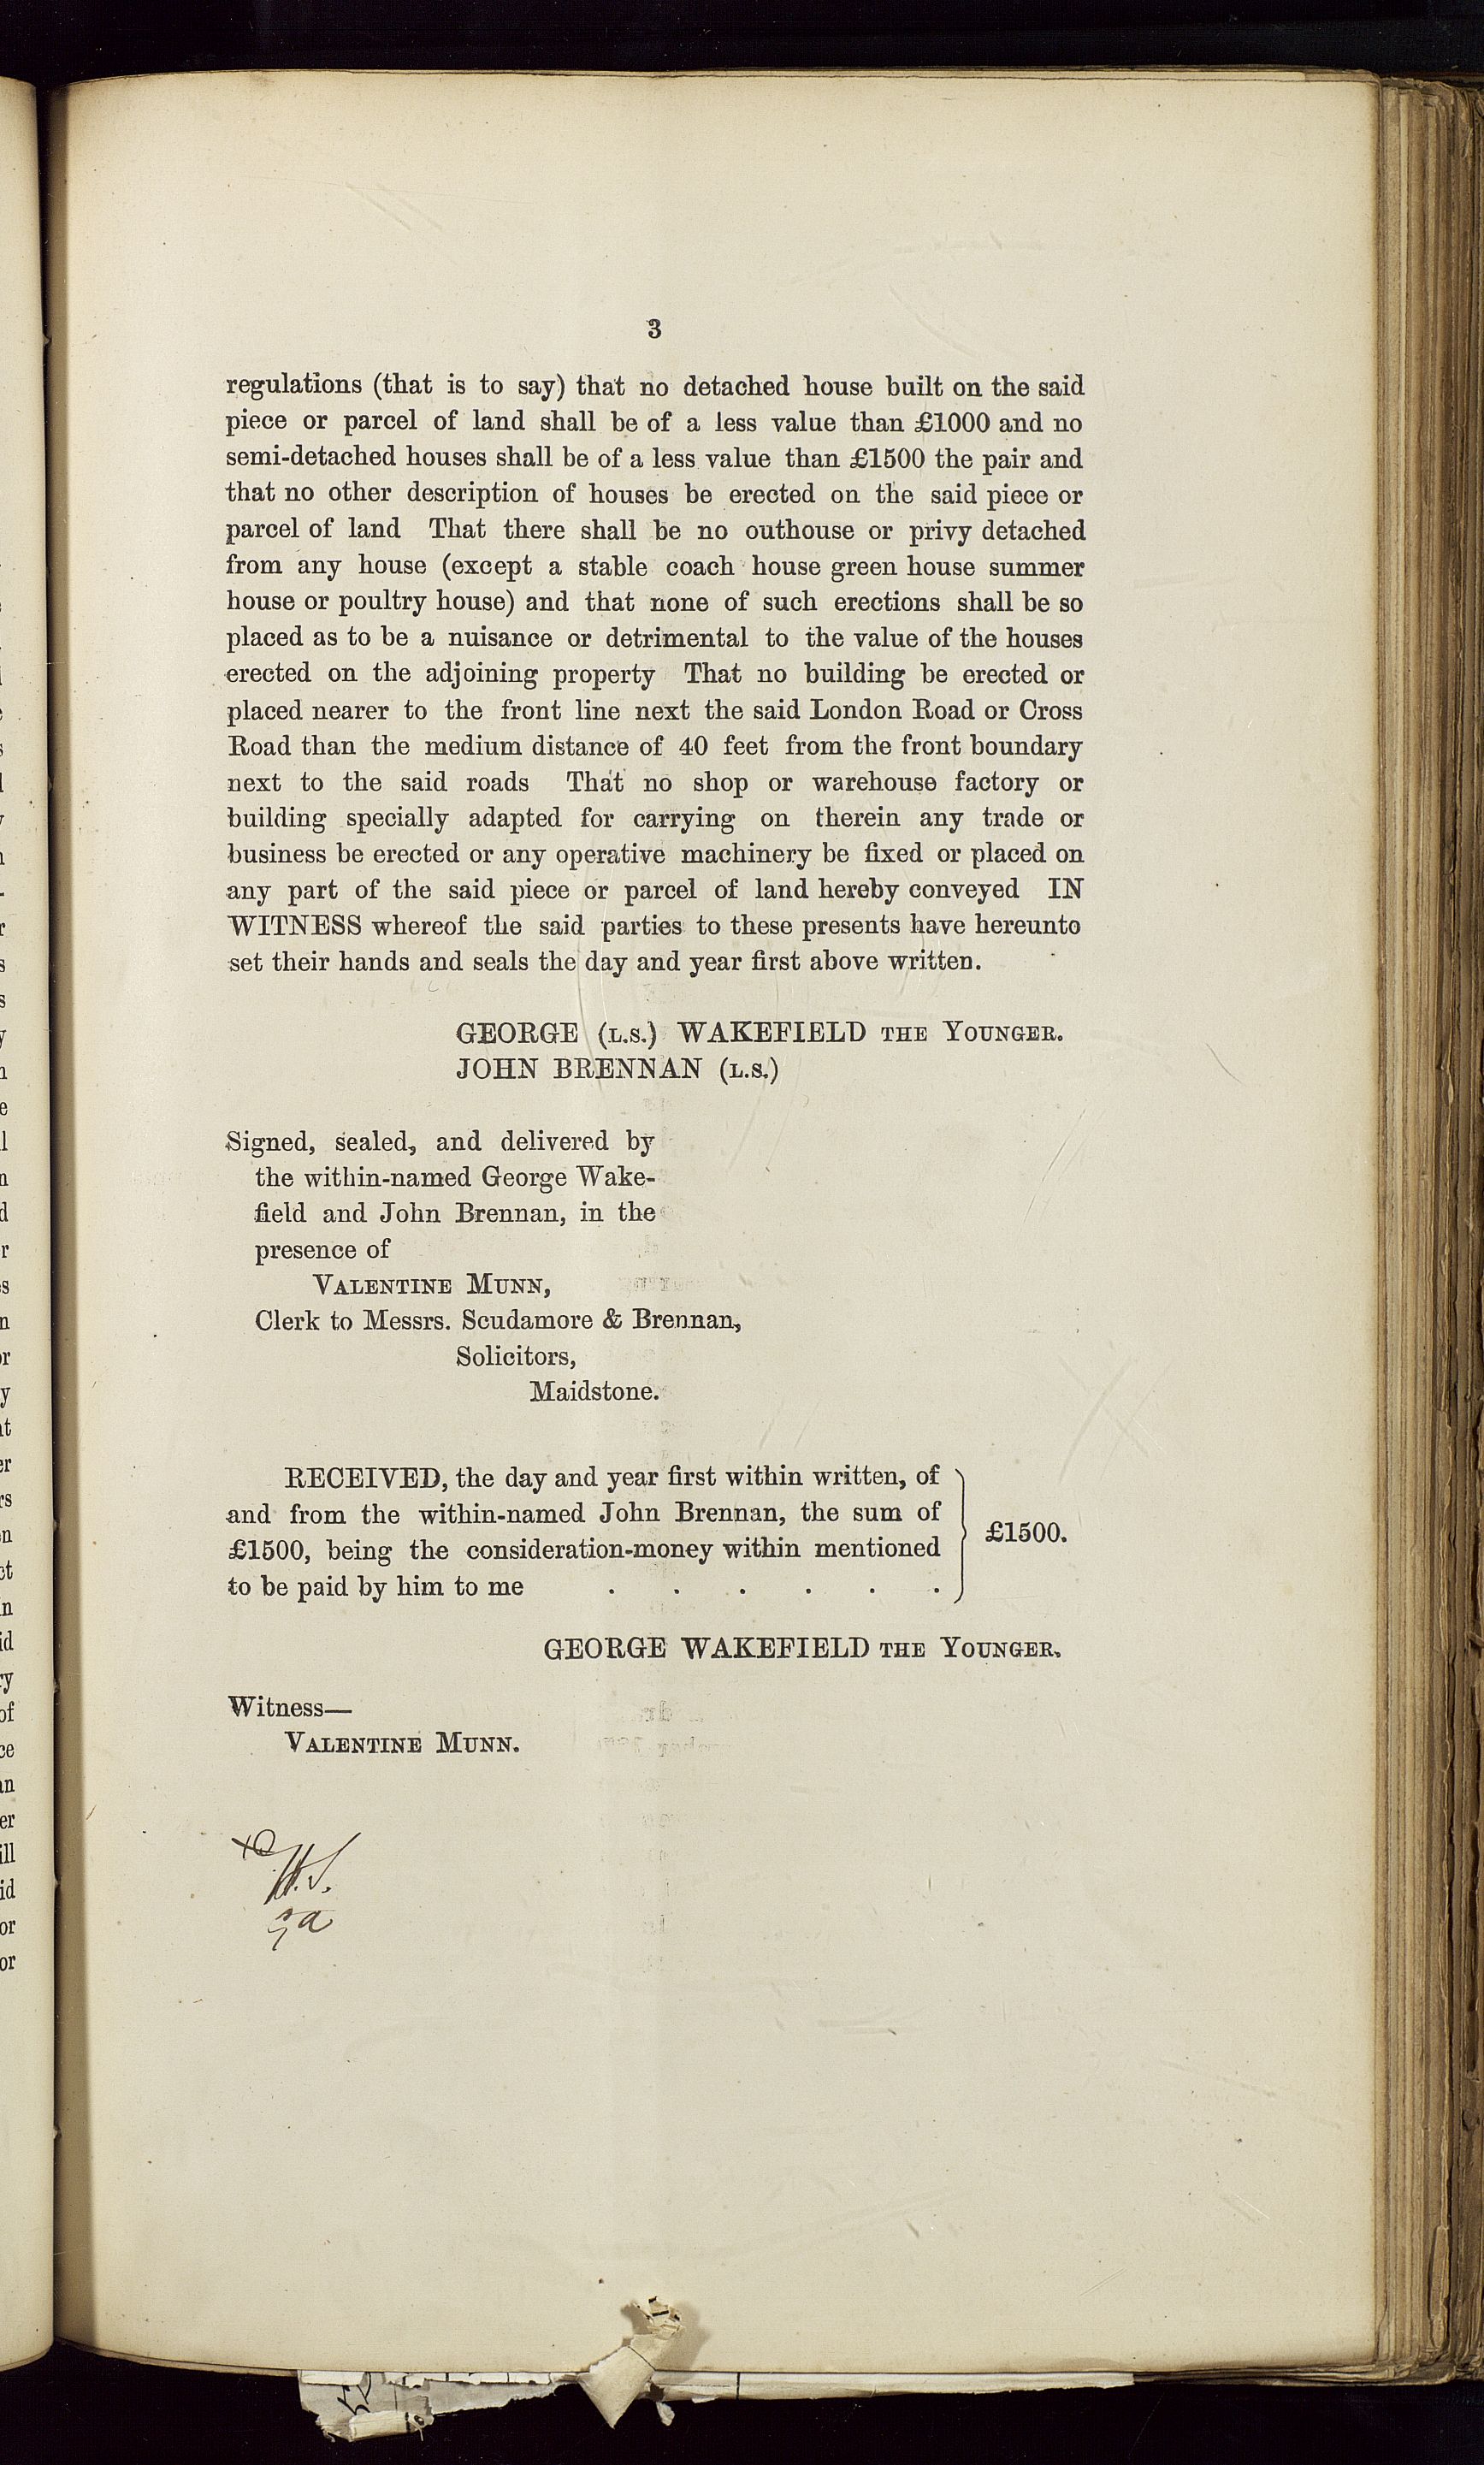 3
regulations (that is to say) that no detached house built on the said
piece or parcel of land shall be of a less value than £1000 and no
semi-detached houses shall be of a less value than £1500 the pair and
that no other description of houses be erected on the said piece or
parcel of land That there shall be no outhouse or privy detached
from any house (except a stable coach house green house summer
house or poultry house) and that none of such erections shall be so
placed as to be a nuisance or detrimental to the value of the houses
erected on the adjoining property That no building be erected or
placed nearer to the front line next the said London Road or Cross
Road than the medium distance of 40 feet from the front boundary
next to the said roads That no shop or warehouse factory or
building specially adapted for carrying on therein any trade or
business be erected or any operative machinery be fixed or placed on
any part of the said piece or parcel of land hereby conveyed IN
WITNESS whereof the said parties to these presents have hereunto
set their hands and seals the day and year first above written.
GEORGE (L.S.) WAKEFIELD THE YOUNGER.
JOHN BRENNAN (L.S.)
Signed, sealed, and delivered by
the within-named George Wake-
field and John Brennan, in the
presence of
VALENTINE MUNN,
Clerk to Messrs. Scudamore & Brennan,
Solicitors,
Maidstone.
RECEIVED, the day and year first within written, of
and from the within-named John Brennan, the sum of
£1500, being the consideration-money within mentioned
to be paid by him to me . . . . . . £1500.
GEORGE WAKEFIELD THE YOUNGER.
Witness—
VALENTINE MUNN.